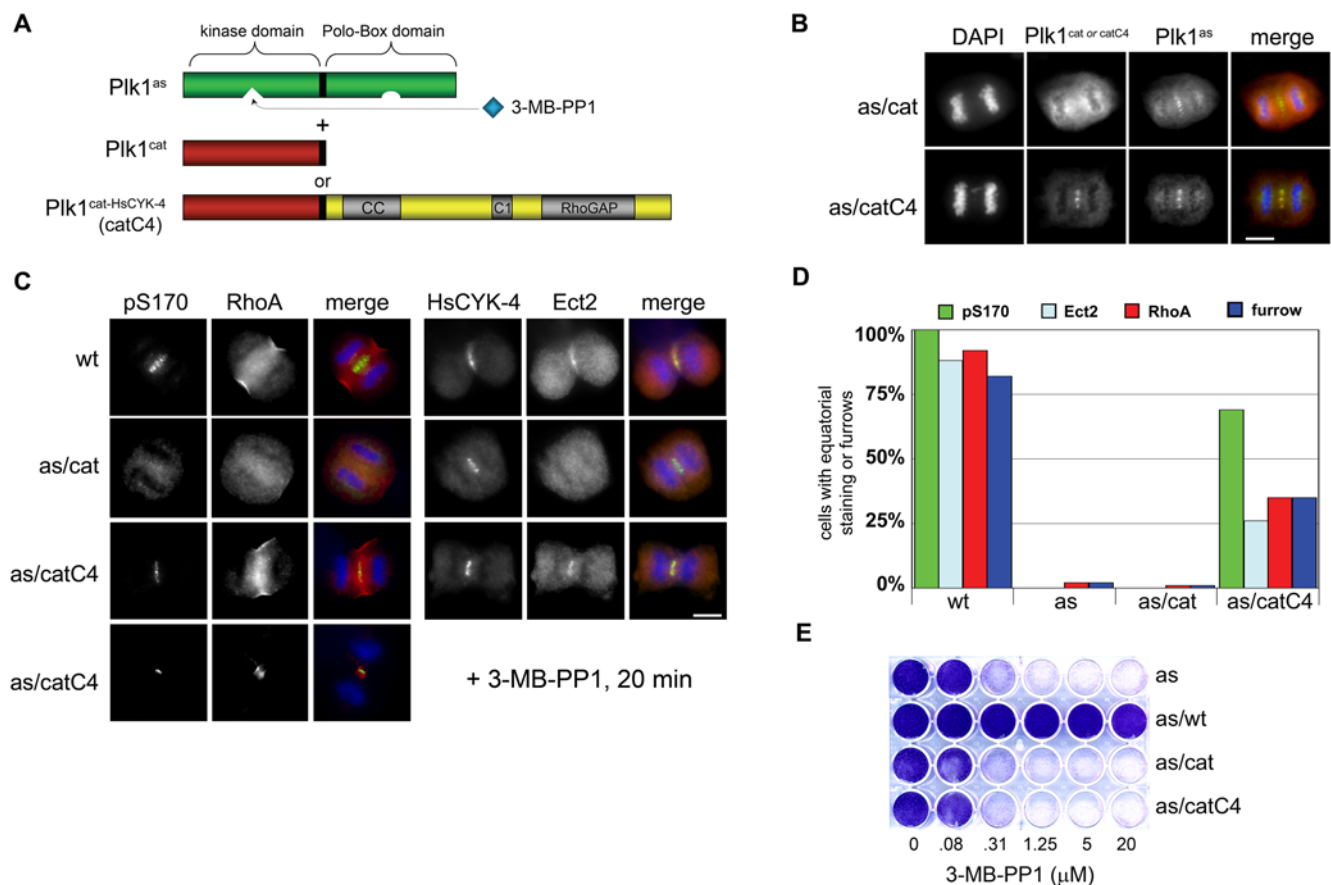 A
kinase domain
Polo-Box domain
Plk1as
3-MB-PP1
+
Plk1cat
or
Plk1cat-HsCYK-4
(catC4)
CC
C1
RhoGAP
B
DAPI
Plk1cat or catC4
Plk1as
merge
as/cat
as/catC4
C
pS170
RhoA
merge
HsCYK-4
Ect2
merge
wt
as/cat
as/catC4
as/catC4
+ 3-MB-PP1, 20 min
D
pS170
Ect2
RhoA
furrow
cells with equatorial
staining or furrows
100%
75%
50%
25%
0%
wt
as
as/cat
as/catC4
E
as
as/wt
as/cat
as/catC4
0 .08 .31 1.25 5 20
3-MB-PP1 (μM)